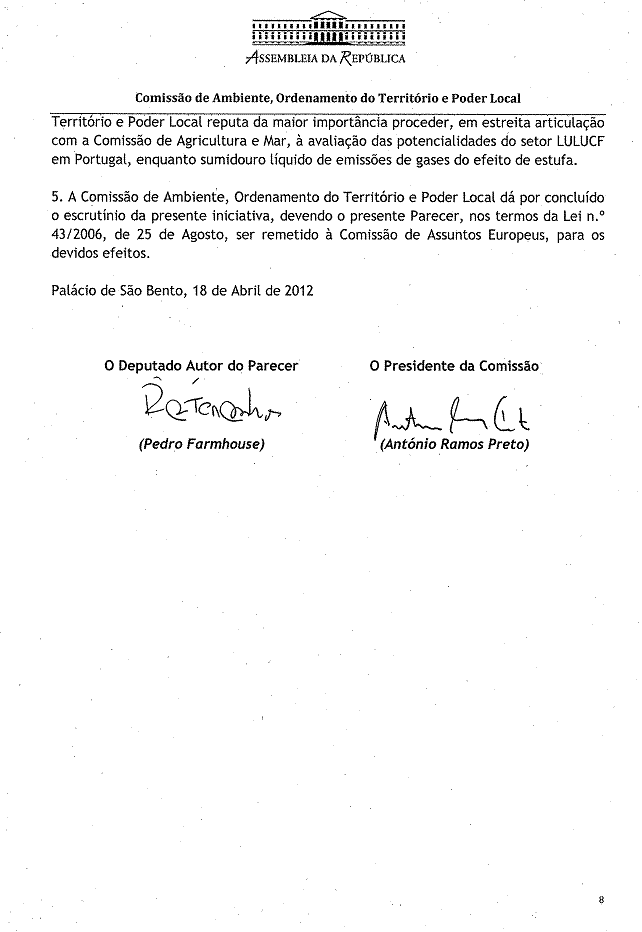 ASSEMBLEIA DA REPÚBLICA
Comissão de Ambiente, Ordenamento do Território e Poder Local
Território e Poder Local reputa da maior importância proceder, em estreita articulação
com a Comissão de Agricultura e Mar, à avaliação das potencialidades do setor LULUCF
em Portugal, enquanto sumidouro líquido de emissões de gases do efeito de estufa.
5. A Comissão de Ambiente, Ordenamento do Território e Poder Local dá por concluído
o escrutínio da presente iniciativa, devendo o presente Parecer, nos termos da Lei n.º
43/2006, de 25 de Agosto, ser remetido à Comissão de Assuntos Europeus, para os
devidos efeitos.
Palácio de São Bento, 18 de Abril de 2012
O Deputado Autor do Parecer
O Presidente da Comissão
(Pedro Farmhouse)
(António Ramos Preto)
8